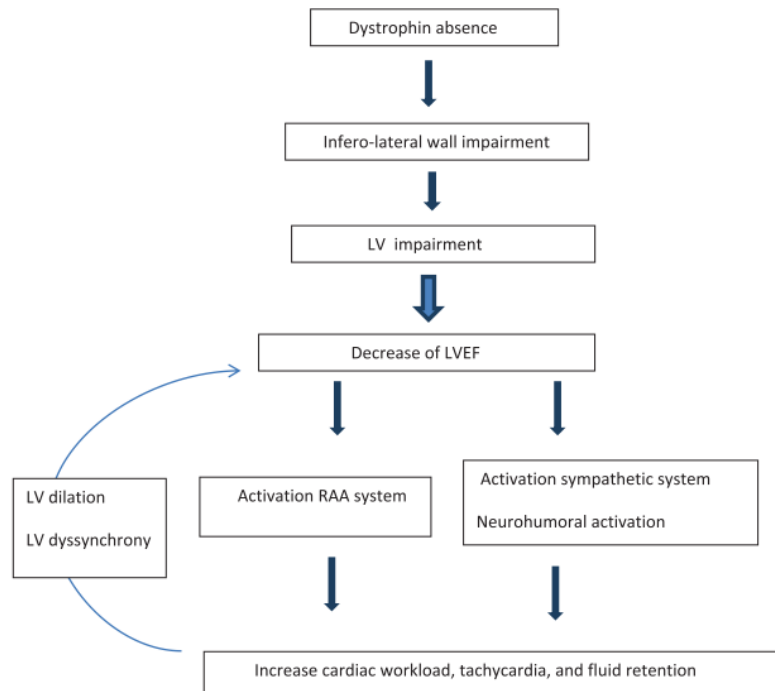 Dystrophin absence
Infero-lateral wall impairment
LV impairment
Decrease of LVEF
LV dilation
LV dyssynchrony
Activation RAA system
Activation sympathetic system
Neurohumoral activation
Increase cardiac workload, tachycardia, and fluid retention